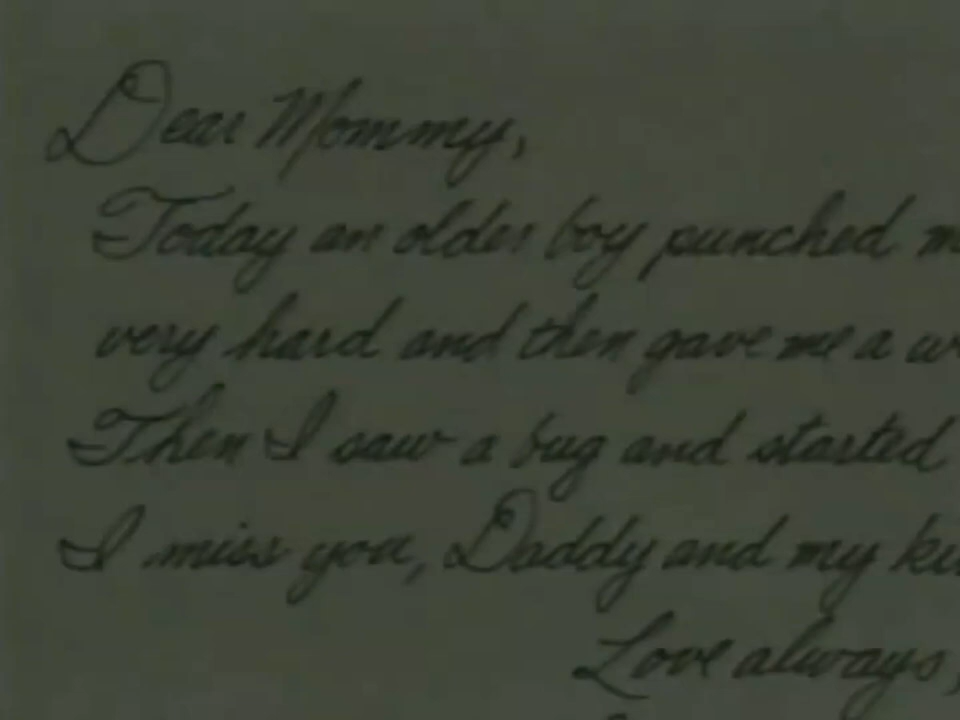 Dear Mommy,
Today an older boy punched
very hard and then gave me a
Then I saw a bug and started
I miss you, Daddy and my
Love always,